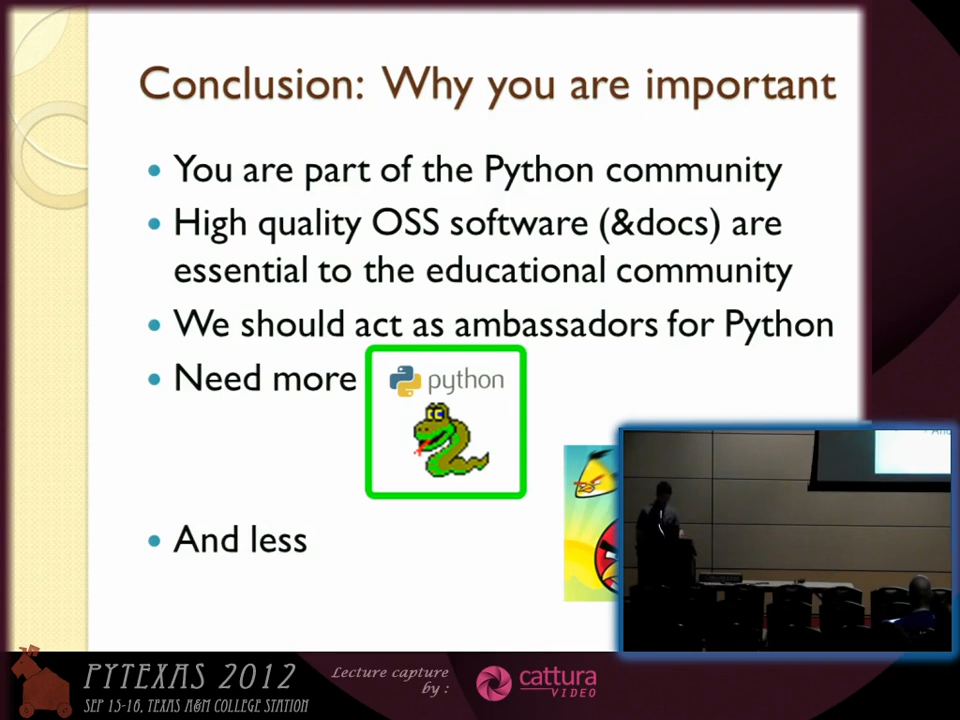 Conclusion: Why you are important
You are part of the Python community
High quality OSS software (&docs) are
essential to the educational community
We should act as ambassadors for Python
Need more
python
And less
PYTEXAS 2012
SEP 15-16, TEXAS A&M COLLEGE STATION
Lecture capture
by :
cattura
VIDEO